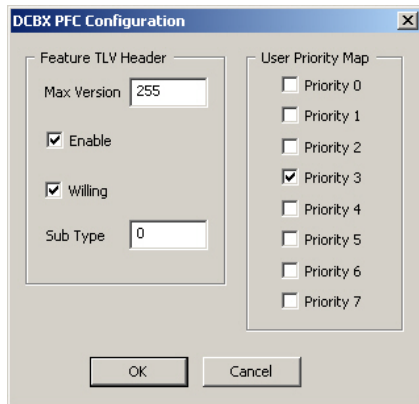 DCBX PFC Configuration
Feature TLV Header
Max Version 255
Enable
Willing
Sub Type 0
User Priority Map
Priority 0
Priority 1
Priority 2
Priority 3
Priority 4
Priority 5
Priority 6
Priority 7
OK Cancel